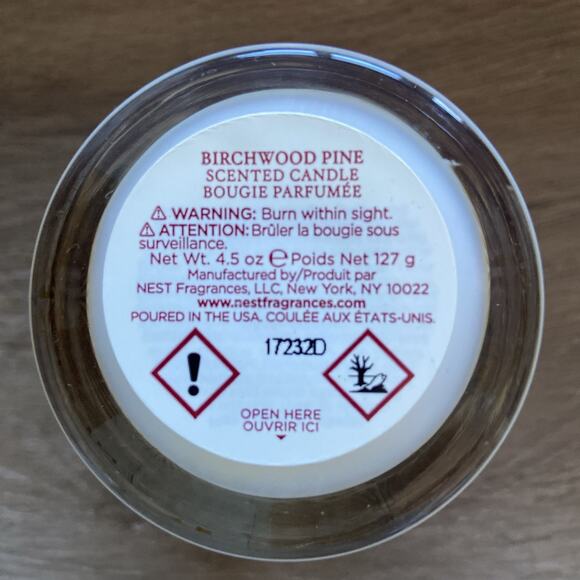 BIRCHWOOD PINE
SCENTED CANDLE
BOUGIE PARFUMÉE
⚠ WARNING: Burn within sight.
⚠ ATTENTION: Brûler la bougie sous
surveillance.
Net Wt. 4.5 oz ℮ Poids Net 127 g
Manufactured by/Produit par
NEST Fragrances, LLC, New York, NY 10022
www.nestfragrances.com
POURED IN THE USA. COULÉE AUX ÉTATS-UNIS.
17232D
OPEN HERE
OUVRIR ICI